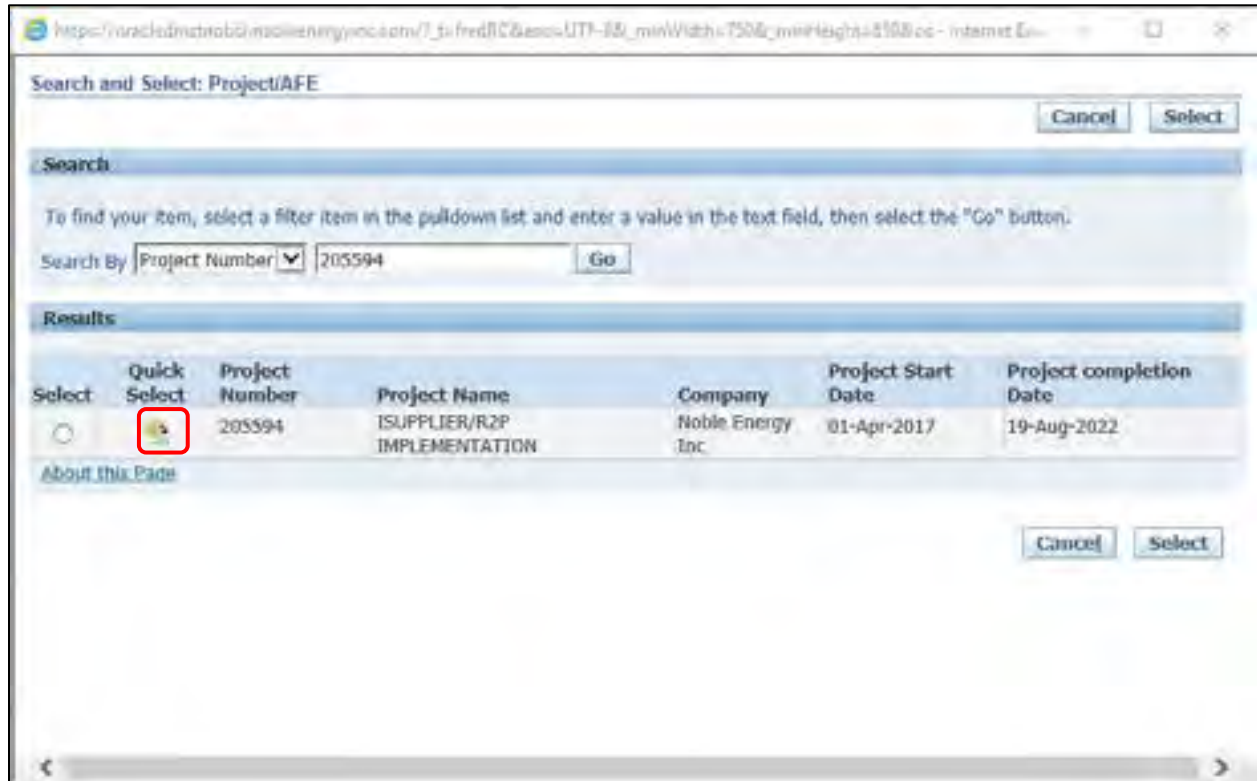 Search and Select: Project/AFE
Cancel Select
Search
To find your item, select a filter item in the pulldown list and enter a value in the text field, then select the "Go" button.
Search By Project Number 205594 Go
Results
Select Quick Select Project Number Project Name Company Project Start Date Project completion Date
205594 ISUPPLIER/R2P IMPLEMENTATION Noble Energy Inc 01-Apr-2017 19-Aug-2022
About this Page
Cancel Select